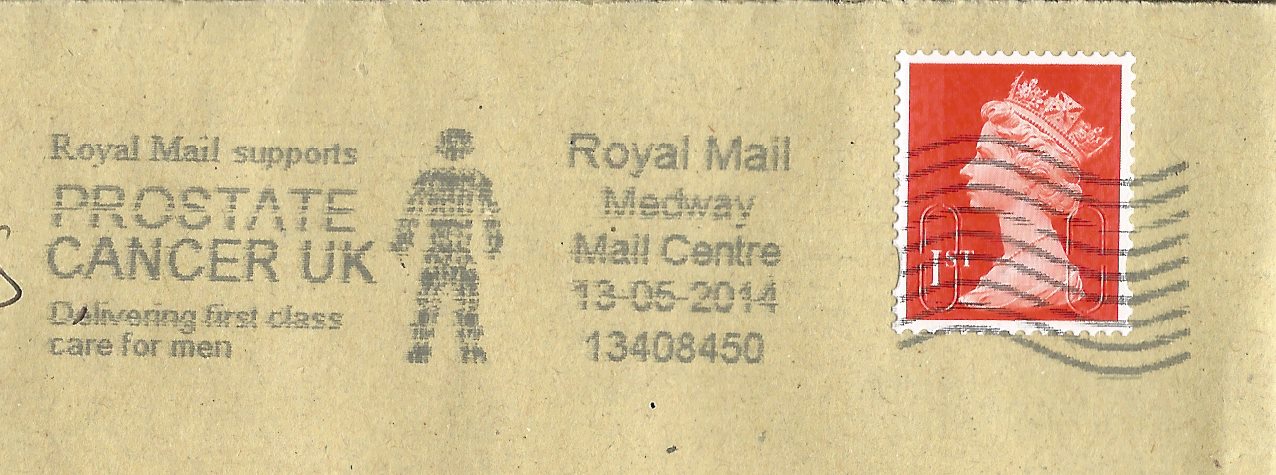 Royal Mail supports
PROSTATE
CANCER UK
Delivering first class
care for men
Royal Mail
Medway
Mail Centre
13-05-2014
13408450
1ST